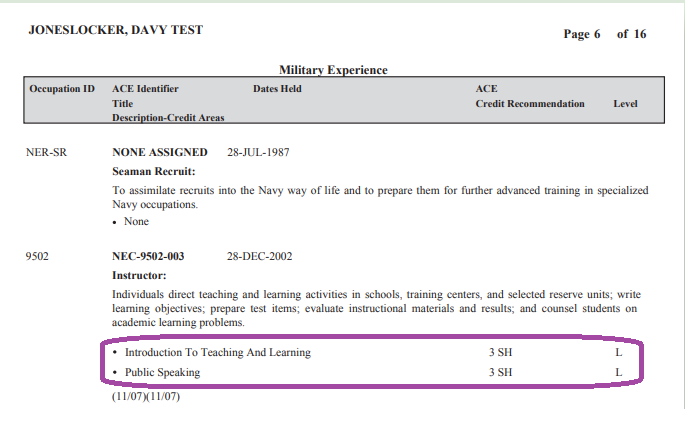 JONESLOCKER, DAVY TEST
Page 6 of 16
Military Experience
Occupation ID ACE Identifier Dates Held ACE
Title Credit Recommendation Level
Description-Credit Areas
NER-SR NONE ASSIGNED 28-JUL-1987
Seaman Recruit:
To assimilate recruits into the Navy way of life and to prepare them for further advanced training in specialized
Navy occupations.
• None
9502 NEC-9502-003 28-DEC-2002
Instructor:
Individuals direct teaching and learning activities in schools, training centers, and selected reserve units; write
learning objectives; prepare test items; evaluate instructional materials and results; and counsel students on
academic learning problems.
• Introduction To Teaching And Learning 3 SH L
• Public Speaking 3 SH L
(11/07)(11/07)